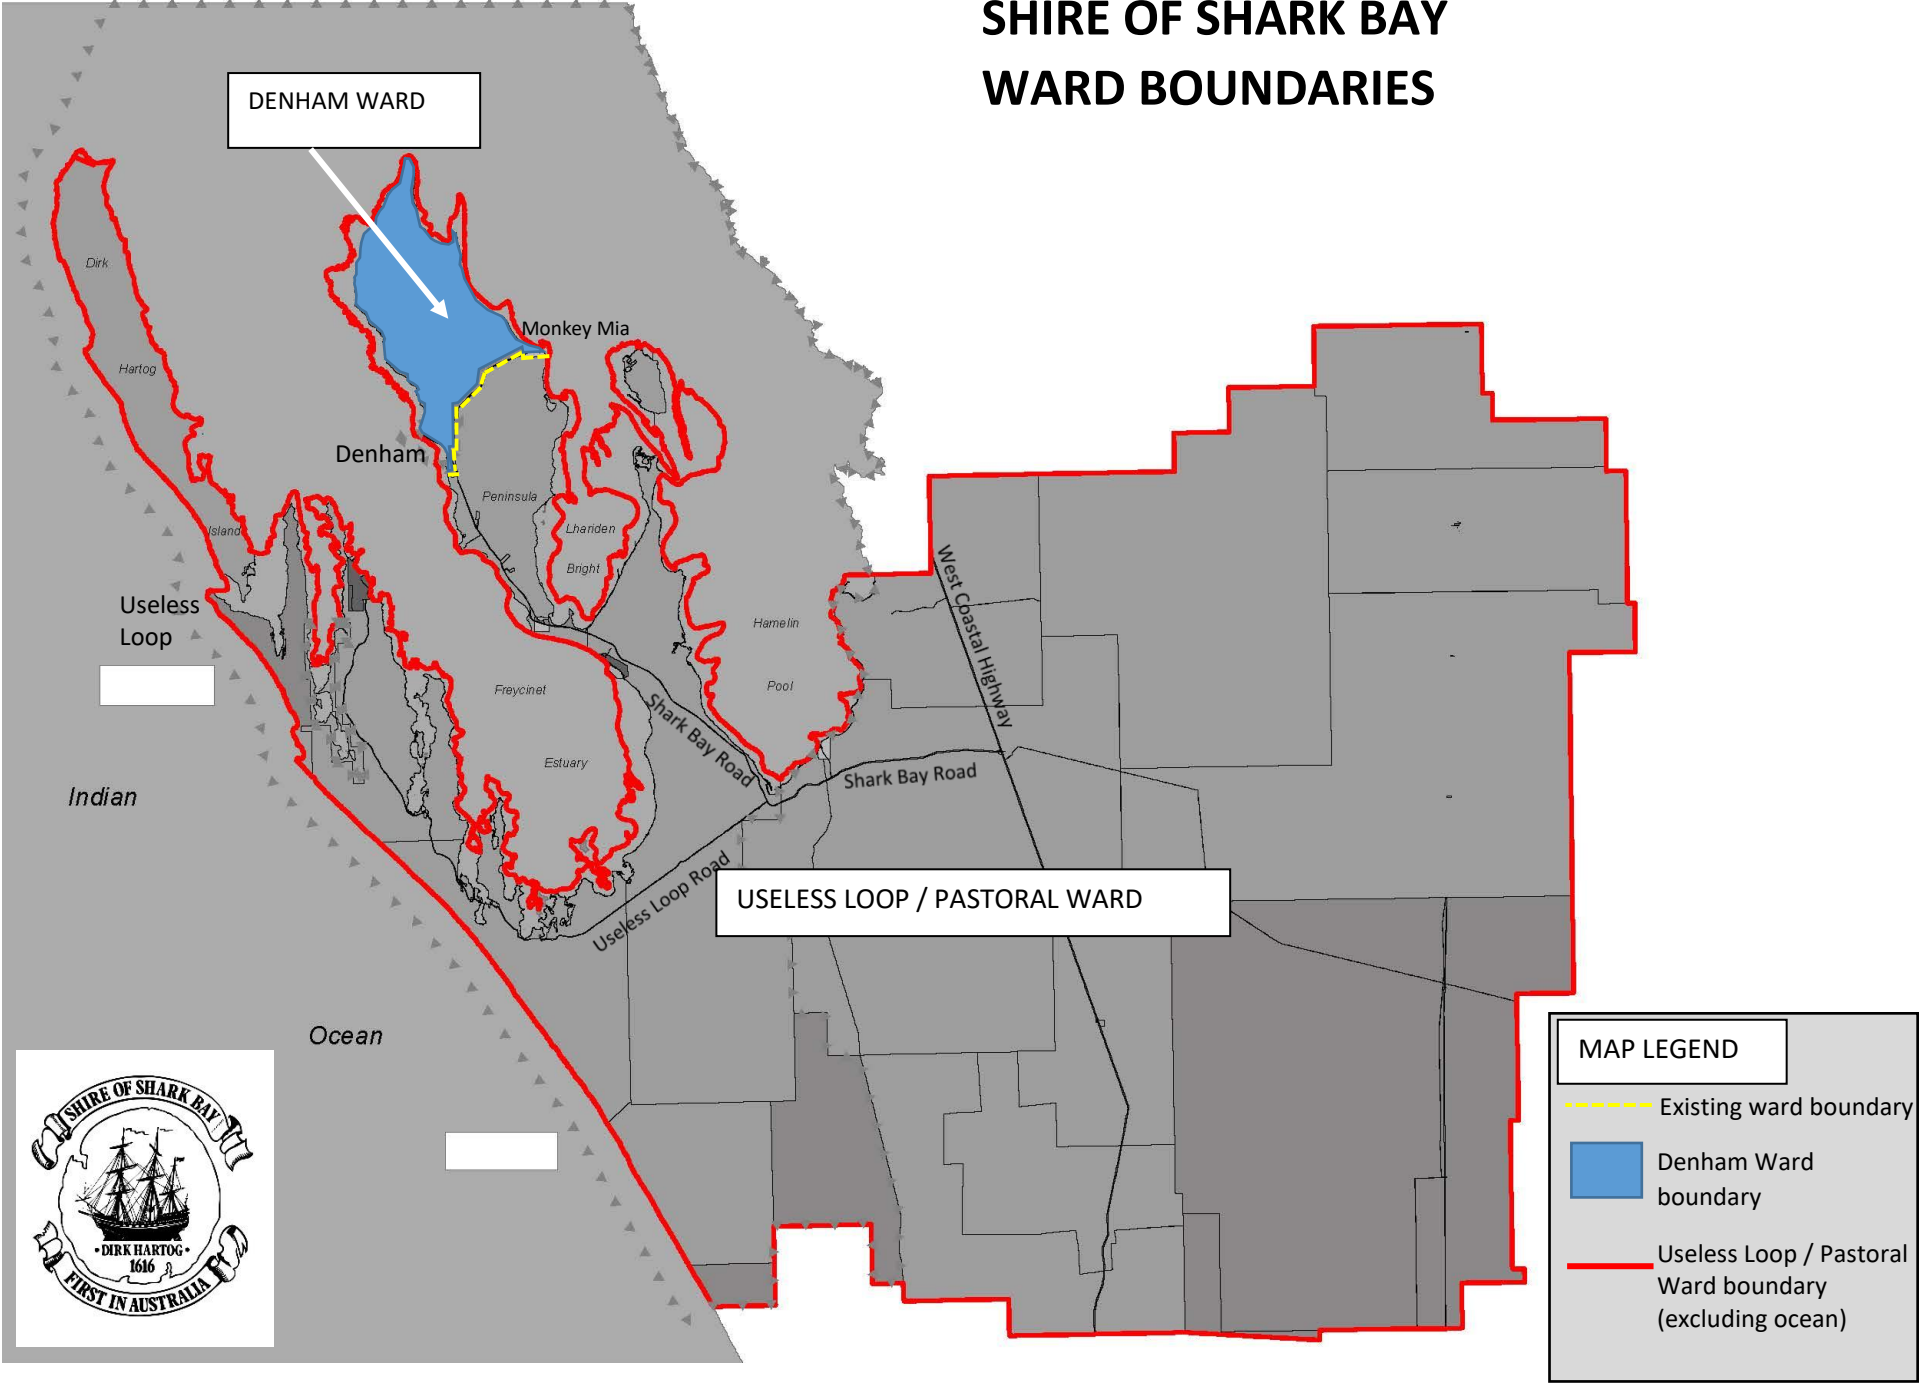 SHIRE OF SHARK BAY
WARD BOUNDARIES
DENHAM WARD
Dirk
Hartog
Island
Monkey Mia
Denham
Peninsula
Lhariden
Bright
Useless
Loop
Hamelin
Pool
Freycinet
Estuary
West Coastal Highway
Shark Bay Road
Shark Bay Road
Useless Loop Road
Indian
Ocean
USELESS LOOP / PASTORAL WARD
MAP LEGEND
Existing ward boundary
Denham Ward
boundary
Useless Loop / Pastoral
Ward boundary
(excluding ocean)
SHIRE OF SHARK BAY
• DIRK HARTOG •
1616
FIRST IN AUSTRALIA